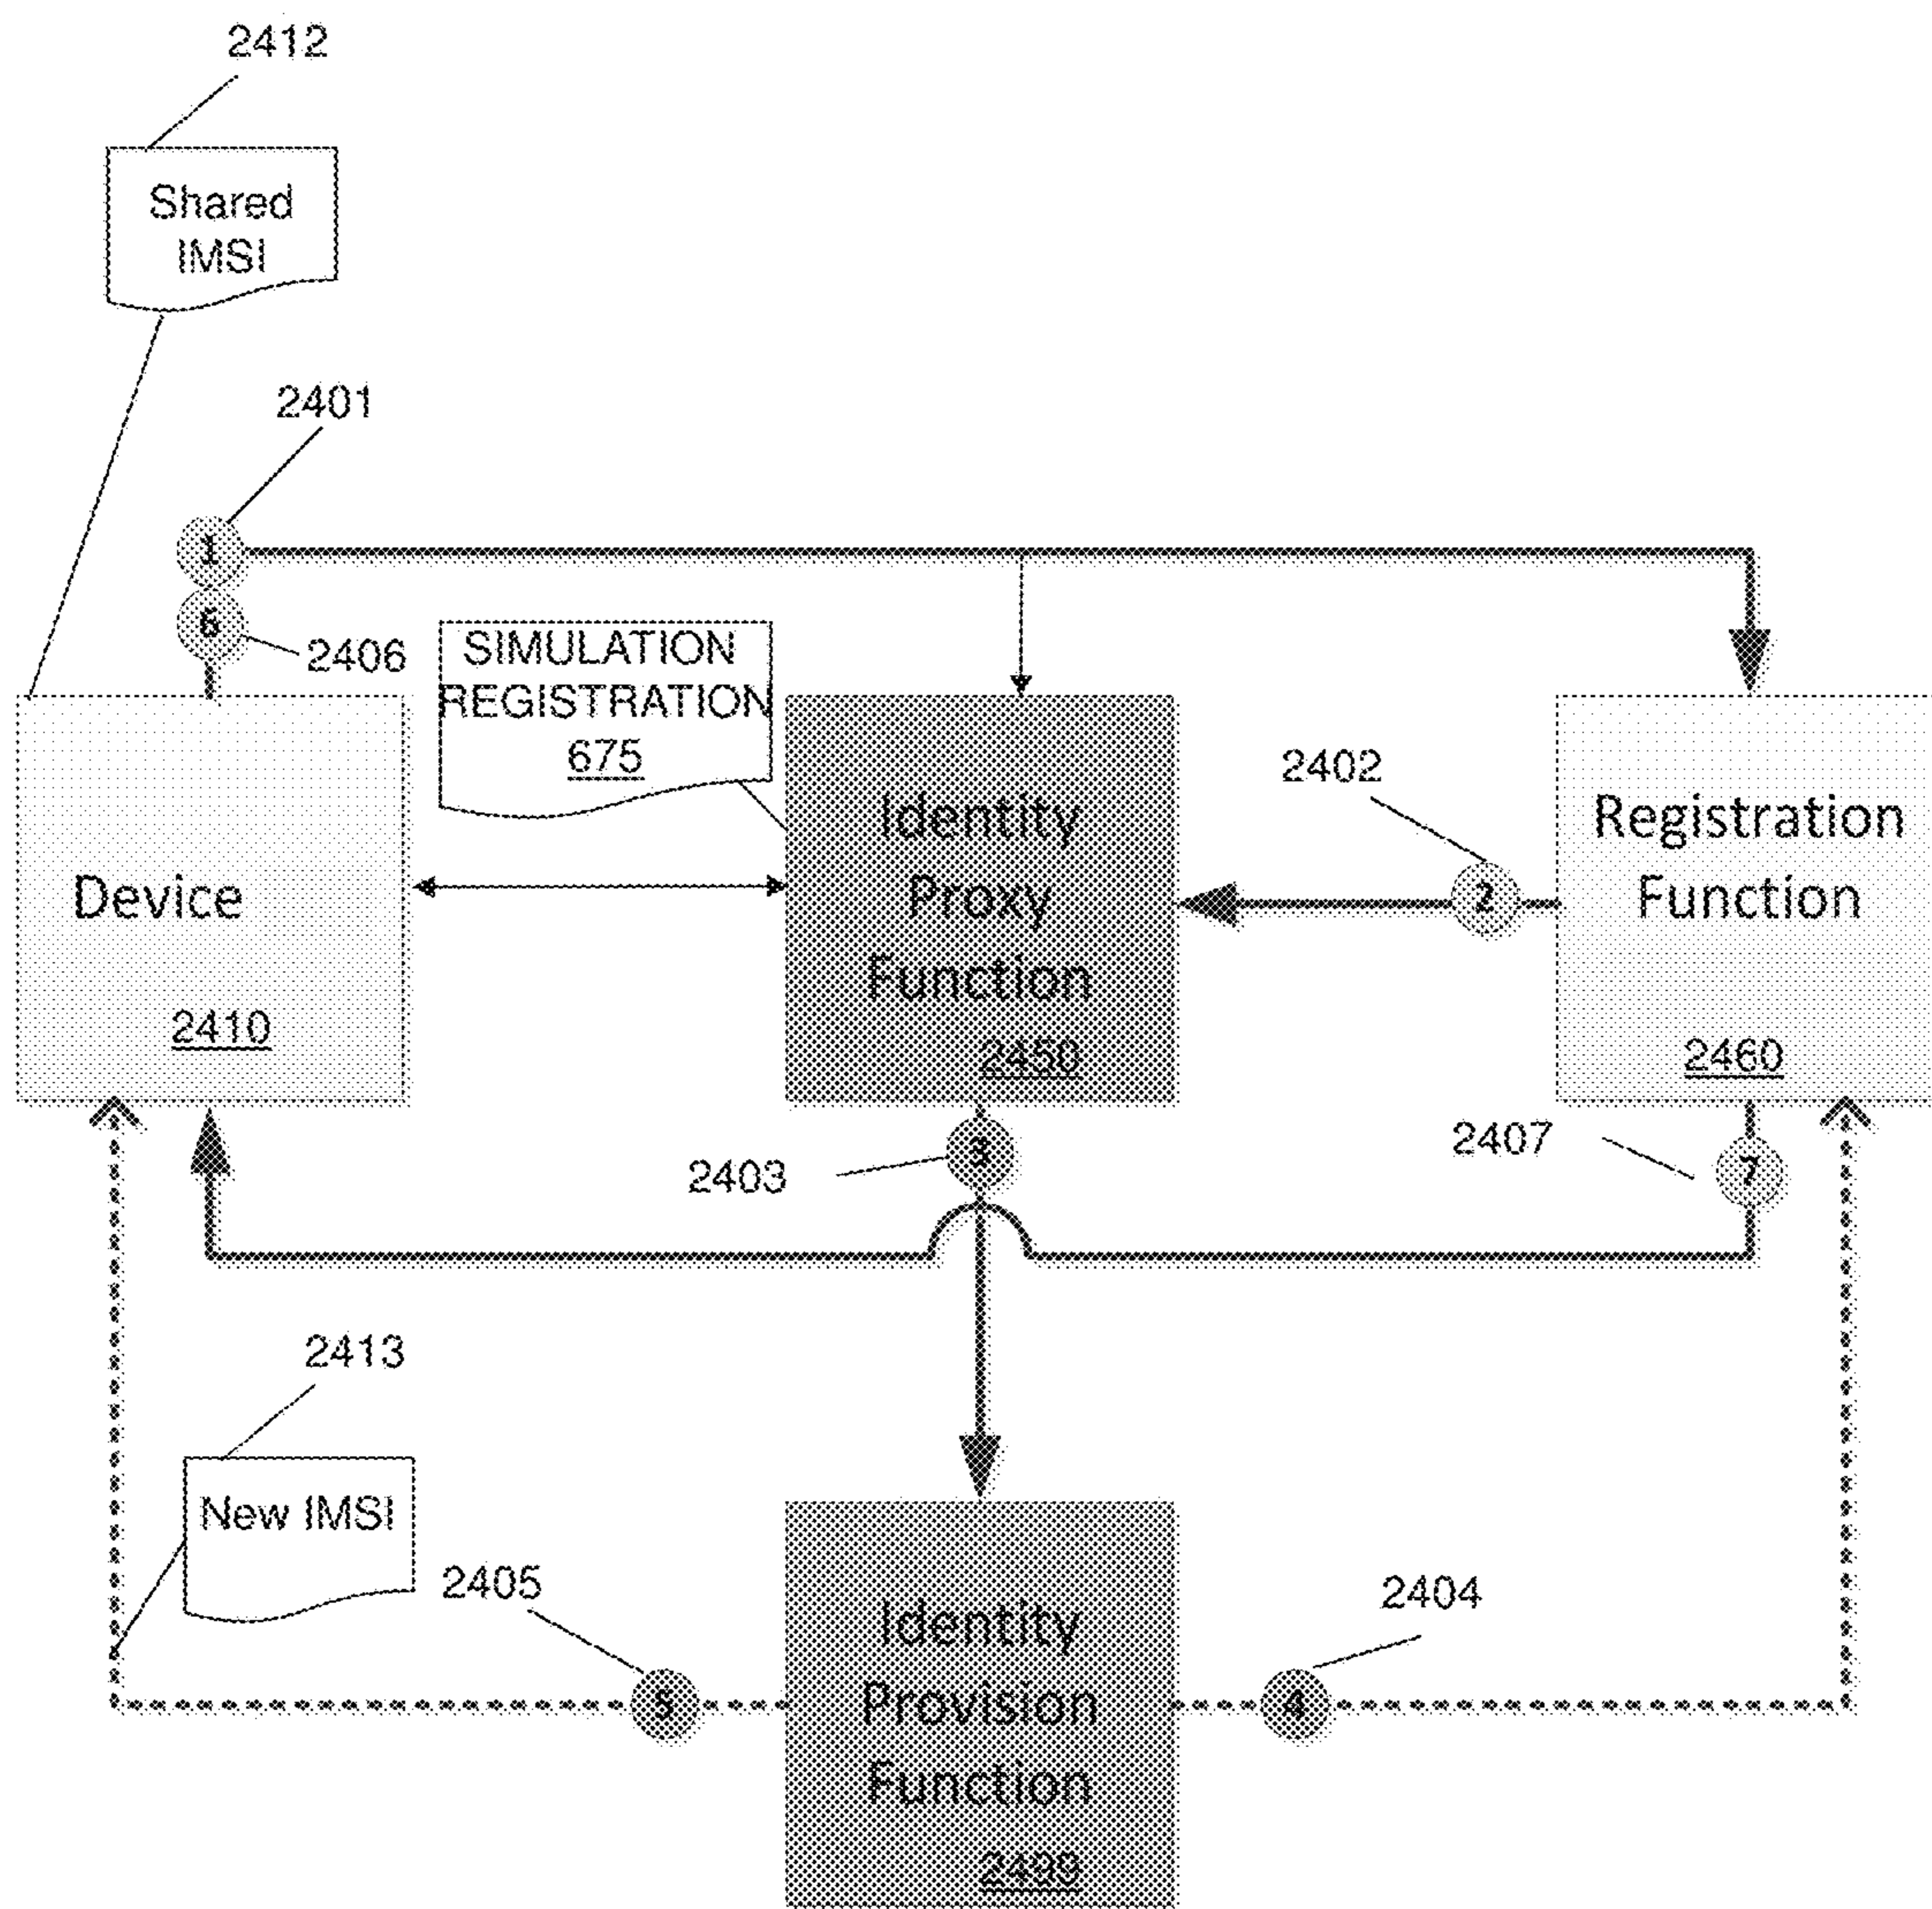 2412
Shared
IMSI
2401
1
6
2406
SIMULATION
REGISTRATION
675
2402
2
Device
2410
Identity
Proxy
Function
2450
Registration
Function
2460
2403
3
2407
7
2413
New IMSI
2405
5
2404
4
Identity
Provision
Function
2499